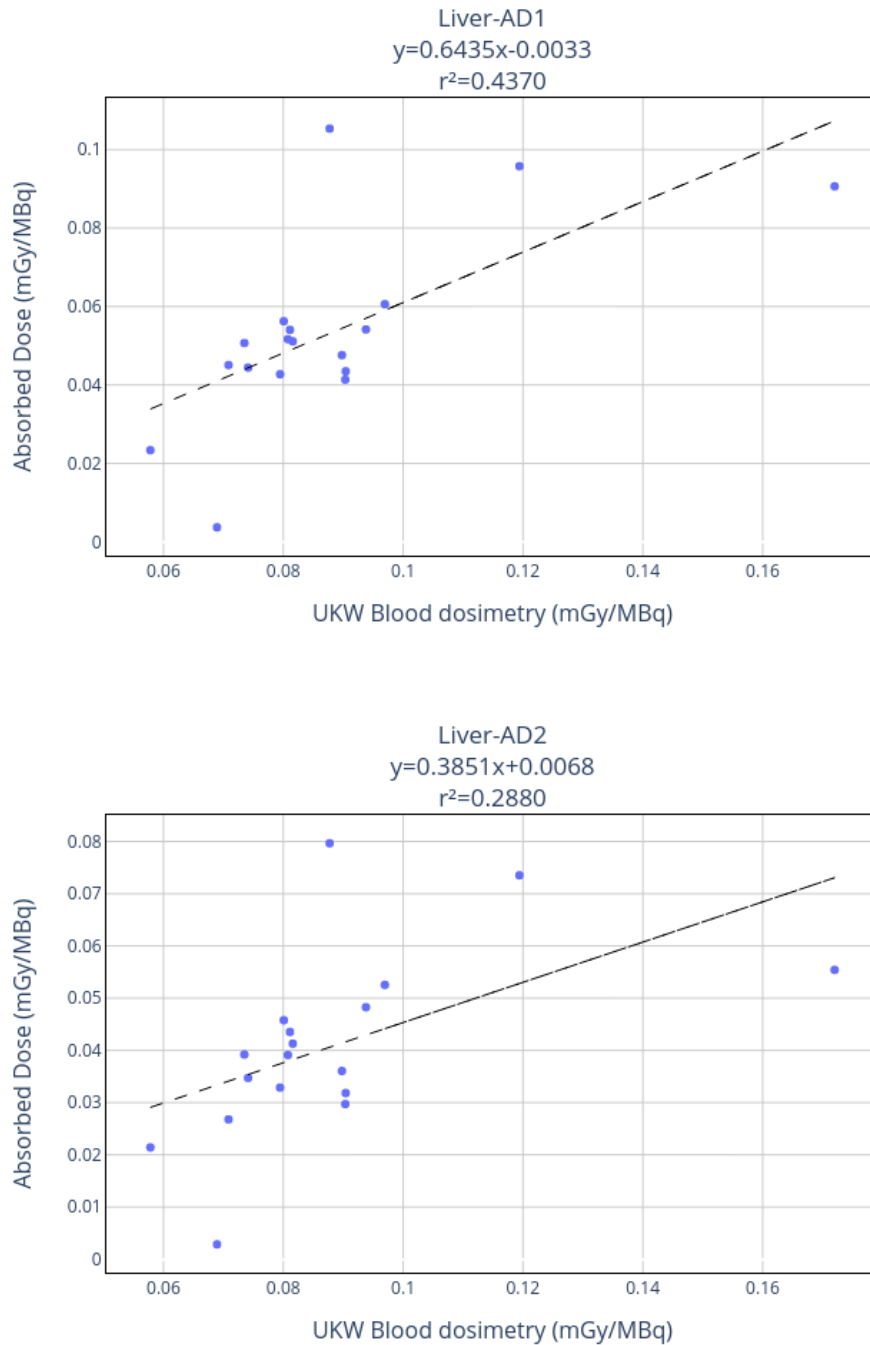 Liver-AD1
y=0.6435x-0.0033
r²=0.4370
Absorbed Dose (mGy/MBq)
0.1
0.08
0.06
0.04
0.02
0
0.06 0.08 0.1 0.12 0.14 0.16
UKW Blood dosimetry (mGy/MBq)
Liver-AD2
y=0.3851x+0.0068
r²=0.2880
Absorbed Dose (mGy/MBq)
0.08
0.07
0.06
0.05
0.04
0.03
0.02
0.01
0
0.06 0.08 0.1 0.12 0.14 0.16
UKW Blood dosimetry (mGy/MBq)